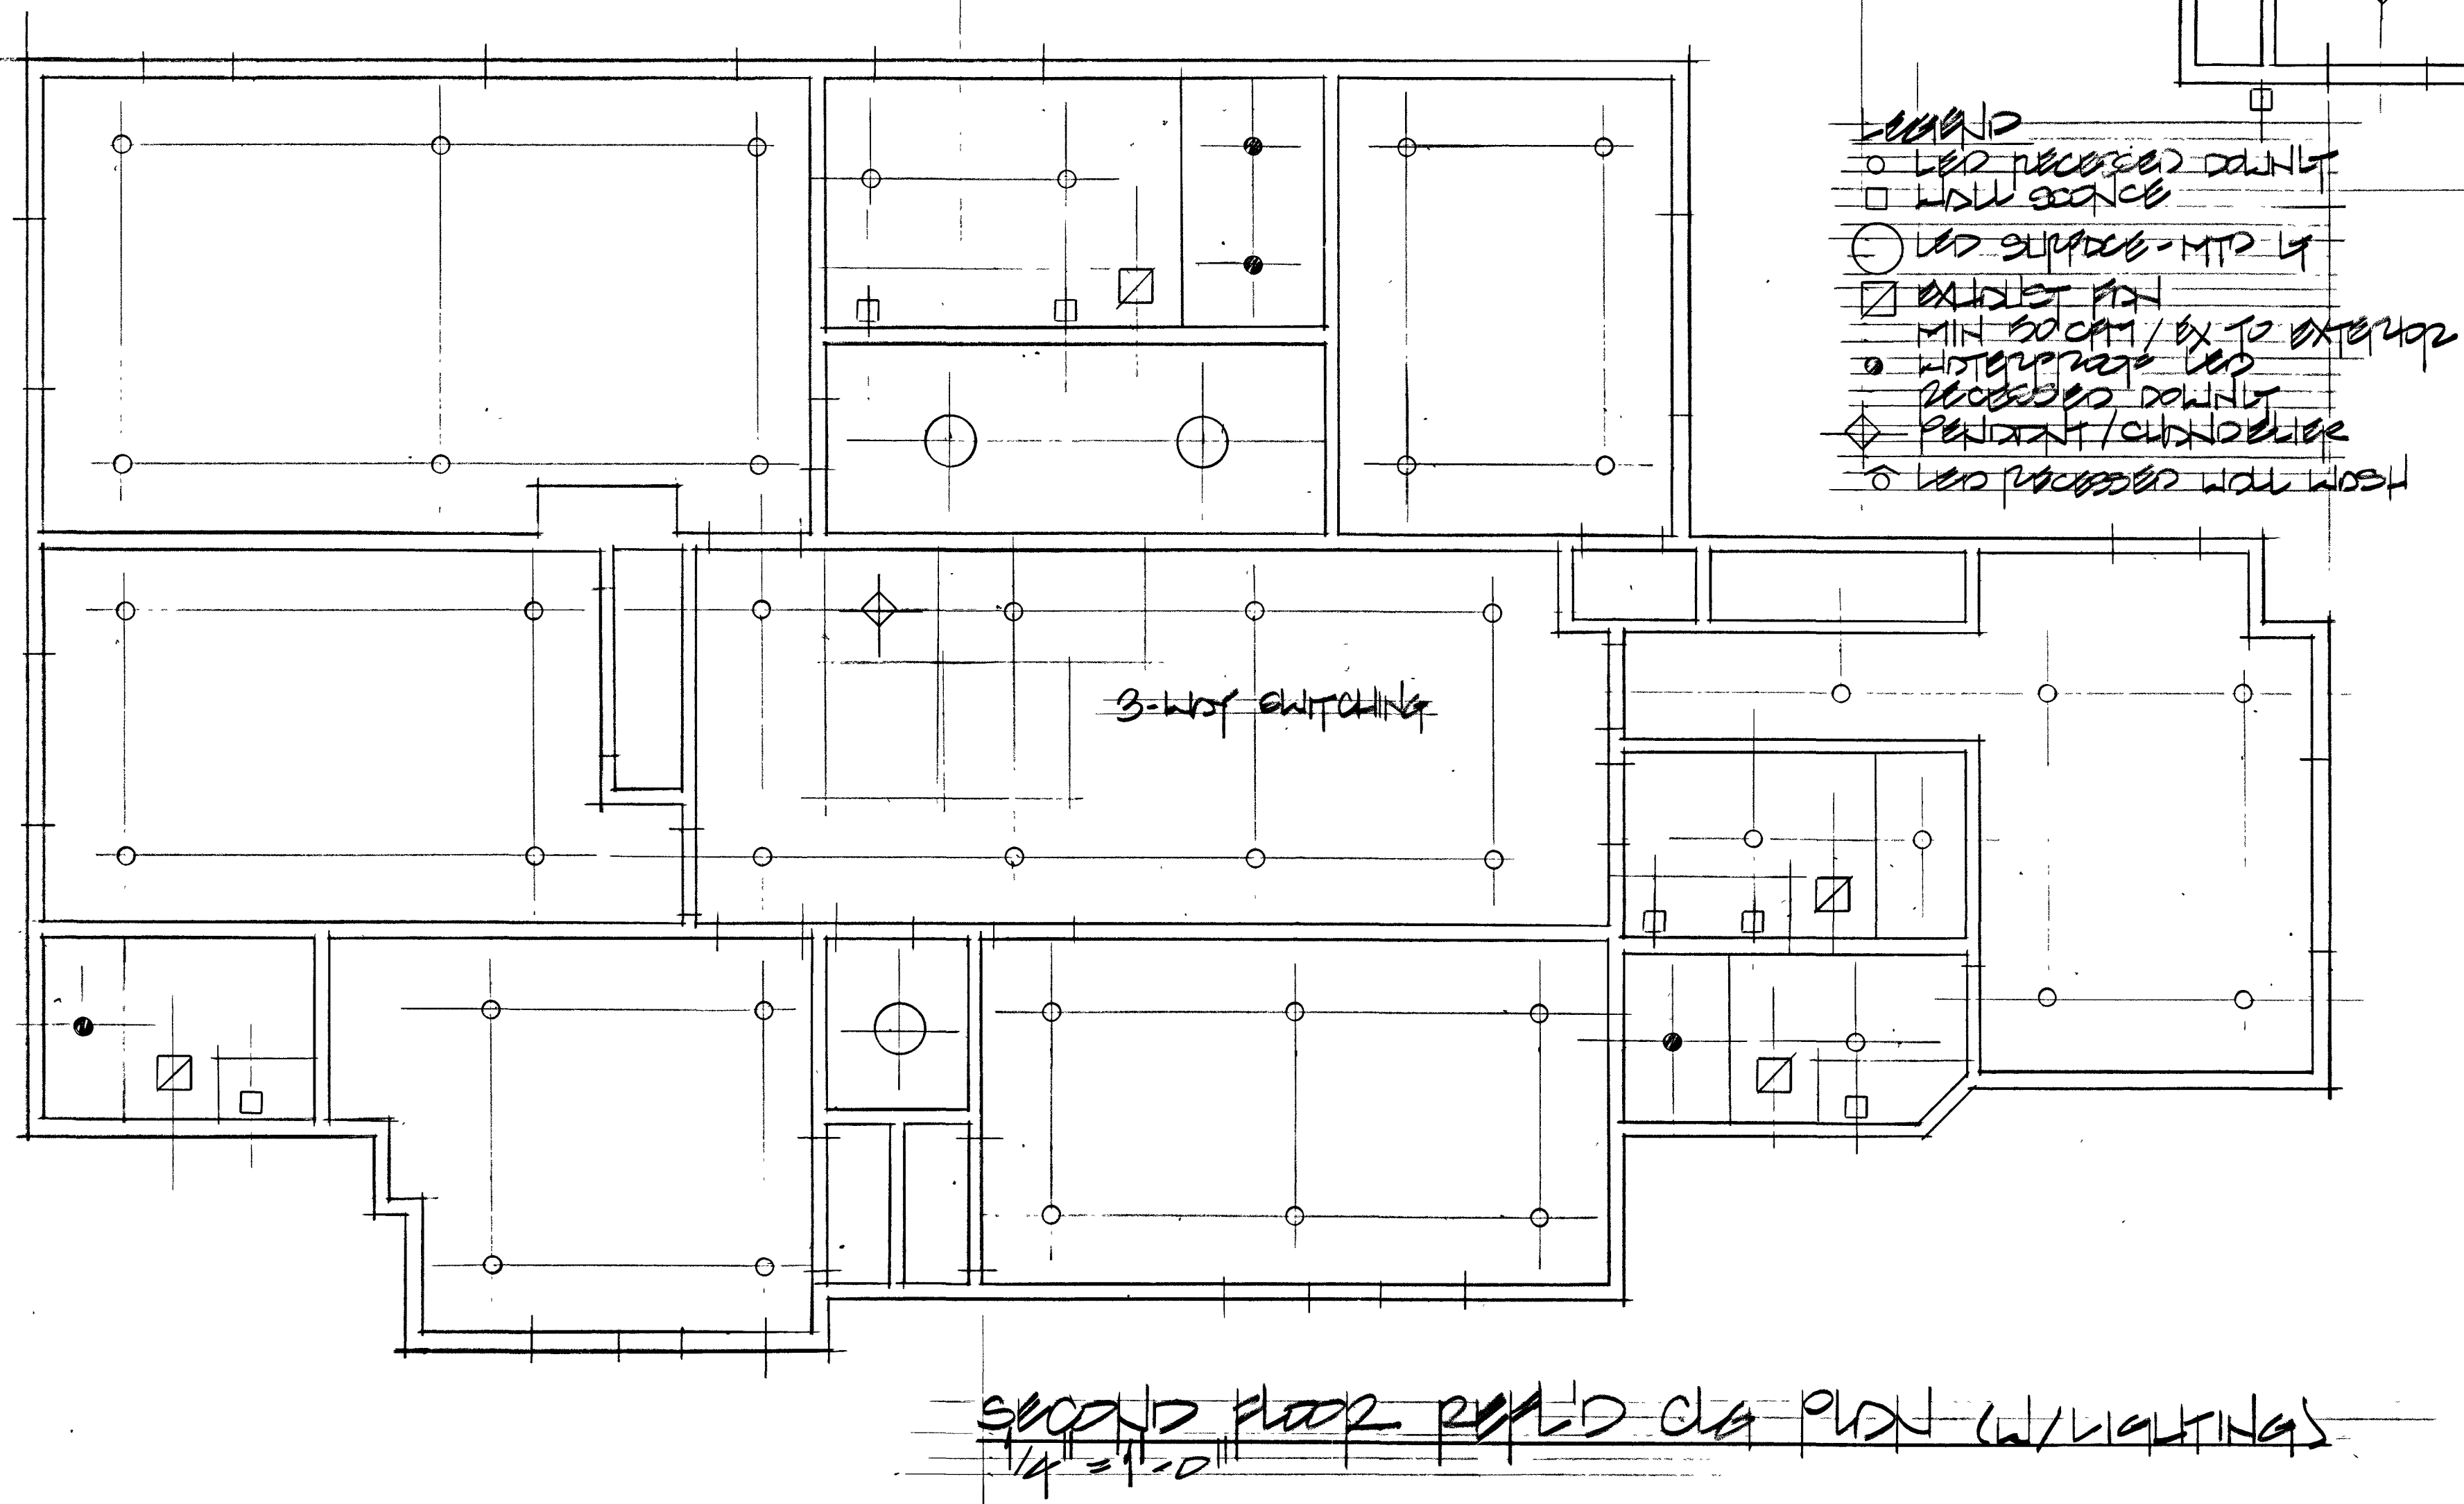 LEGEND
LED RECESSED DOWNLT
WALL SCONCE
LED SURFACE-MTD LT
EXHAUST FAN
MIN 50 CFM / EX TO EXTERIOR
WATERPROOF LED
RECESSED DOWNLT
PENDANT / CHANDELIER
LED RECESSED WALL WASH
3-WAY SWITCHING
SECOND FLOOR REFL'D CLG PLAN (W/LIGHTING)
1/4" = 1'-0"